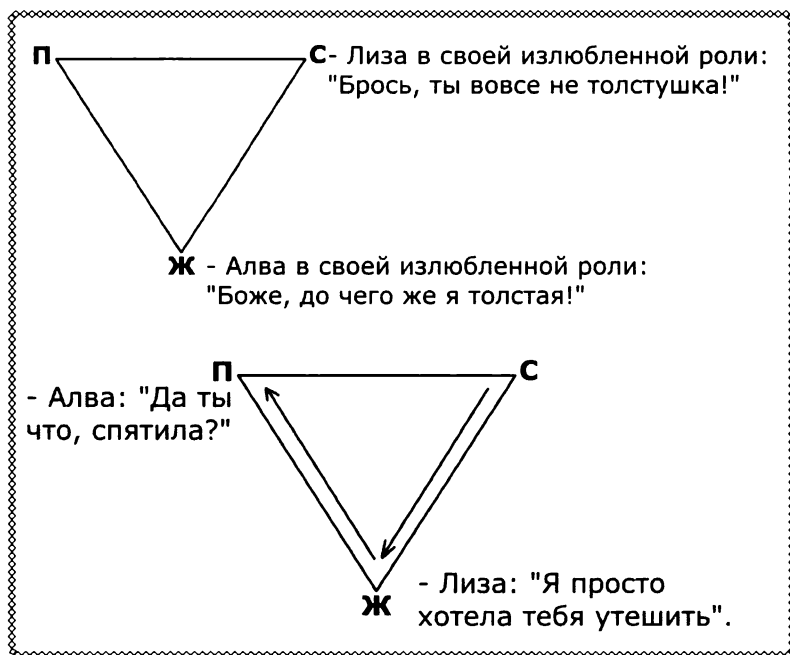 П
С - Лиза в своей излюбленной роли:
"Брось, ты вовсе не толстушка!"
Ж - Алва в своей излюбленной роли:
"Боже, до чего же я толстая!"
П
С
- Алва: "Да ты
что, спятила?"
- Лиза: "Я просто
Ж
хотела тебя утешить".